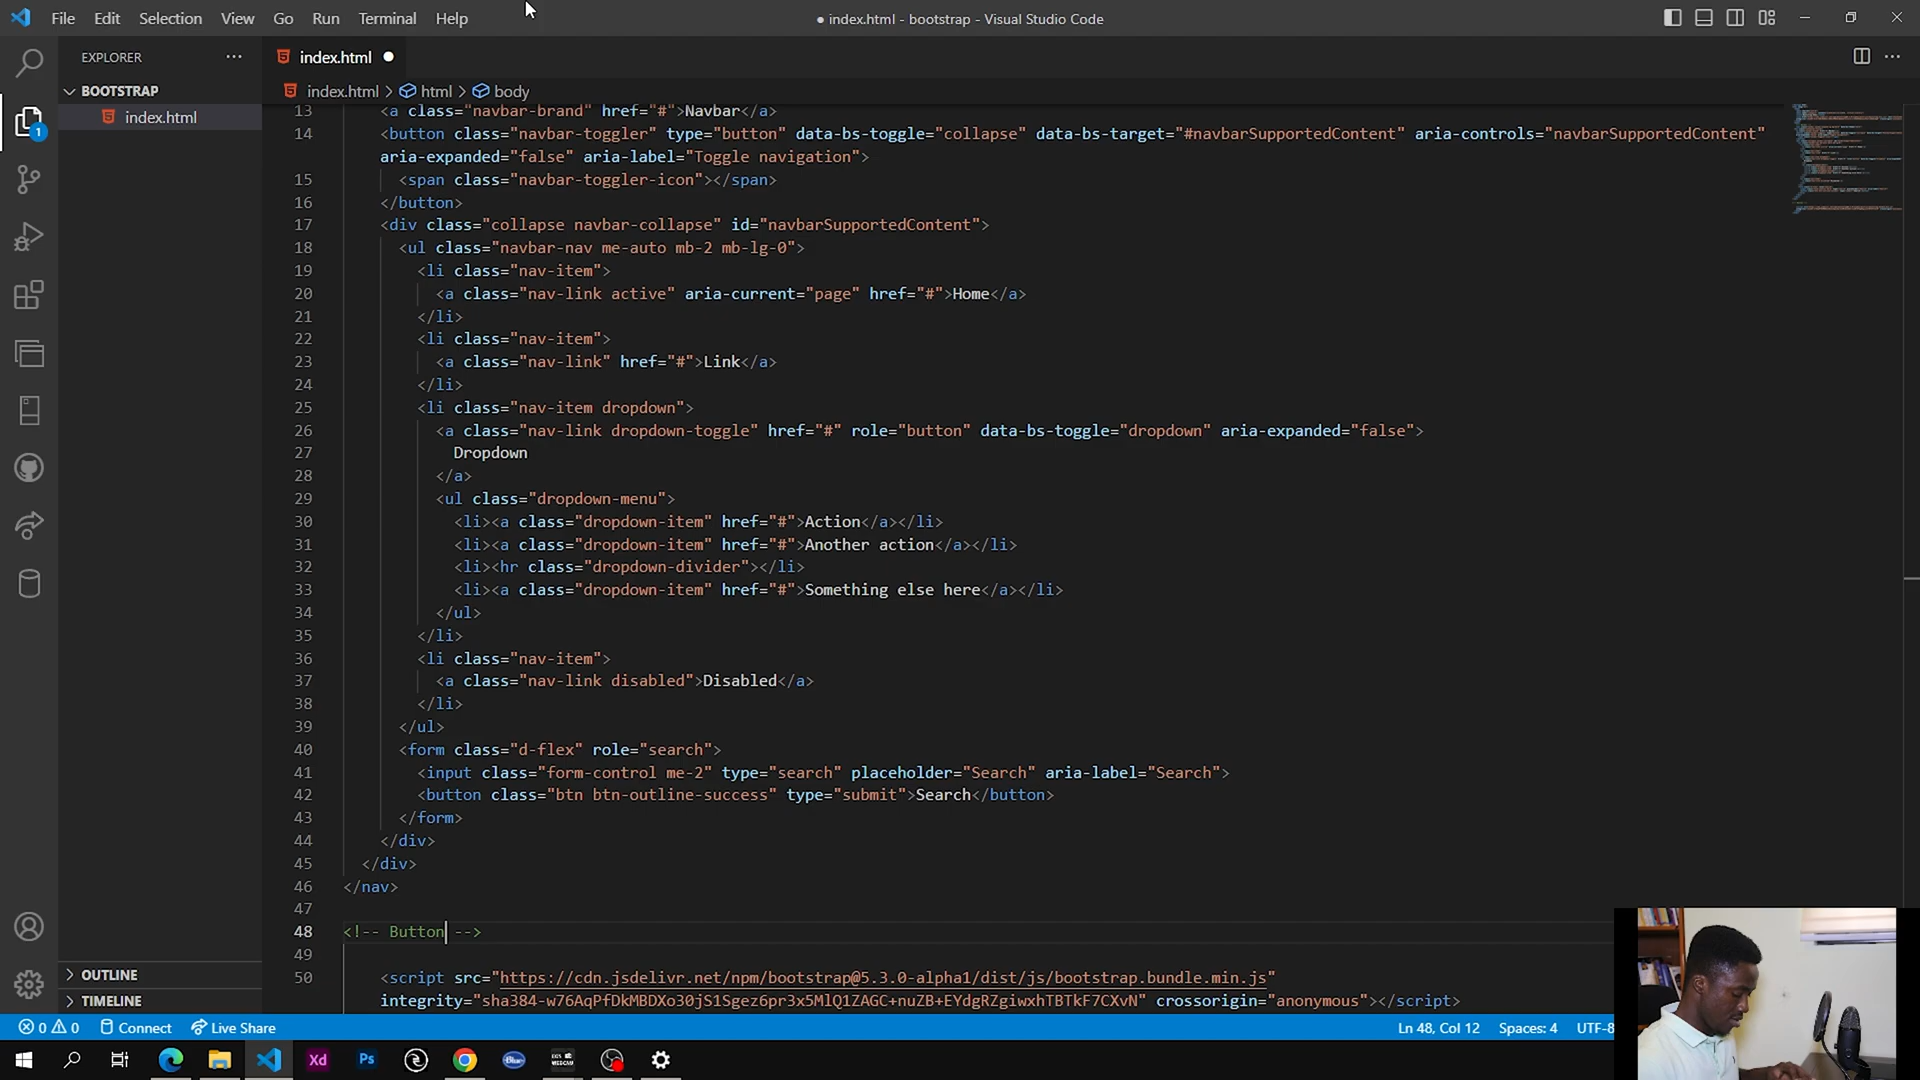 File Edit Selection View Go Run Terminal Help
● index.html - bootstrap - Visual Studio Code
EXPLORER
index.html
BOOTSTRAP
index.html
index.html > html > body
1
13 <a class="navbar-brand" href="#">Navbar</a>
14 <button class="navbar-toggler" type="button" data-bs-toggle="collapse" data-bs-target="#navbarSupportedContent" aria-controls="navbarSupportedContent"
aria-expanded="false" aria-label="Toggle navigation">
15 <span class="navbar-toggler-icon"></span>
16 </button>
17 <div class="collapse navbar-collapse" id="navbarSupportedContent">
18 <ul class="navbar-nav me-auto mb-2 mb-lg-0">
19 <li class="nav-item">
20 <a class="nav-link active" aria-current="page" href="#">Home</a>
21 </li>
22 <li class="nav-item">
23 <a class="nav-link" href="#">Link</a>
24 </li>
25 <li class="nav-item dropdown">
26 <a class="nav-link dropdown-toggle" href="#" role="button" data-bs-toggle="dropdown" aria-expanded="false">
27 Dropdown
28 </a>
29 <ul class="dropdown-menu">
30 <li><a class="dropdown-item" href="#">Action</a></li>
31 <li><a class="dropdown-item" href="#">Another action</a></li>
32 <li><hr class="dropdown-divider"></li>
33 <li><a class="dropdown-item" href="#">Something else here</a></li>
34 </ul>
35 </li>
36 <li class="nav-item">
37 <a class="nav-link disabled">Disabled</a>
38 </li>
39 </ul>
40 <form class="d-flex" role="search">
41 <input class="form-control me-2" type="search" placeholder="Search" aria-label="Search">
42 <button class="btn btn-outline-success" type="submit">Search</button>
43 </form>
44 </div>
45 </div>
46 </nav>
47
48 <!-- Button -->
49
50 <script src="https://cdn.jsdelivr.net/npm/bootstrap@5.3.0-alpha1/dist/js/bootstrap.bundle.min.js"
integrity="sha384-w76AqPfDkMBDXo30jS1Sgez6pr3x5MlQ1ZAGC+nuZB+EYdgRZgiwxhTBTkF7CXvN" crossorigin="anonymous"></script>
OUTLINE
TIMELINE
0 0 Connect Live Share
Ln 48, Col 12 Spaces: 4 UTF-8
Xd Ps